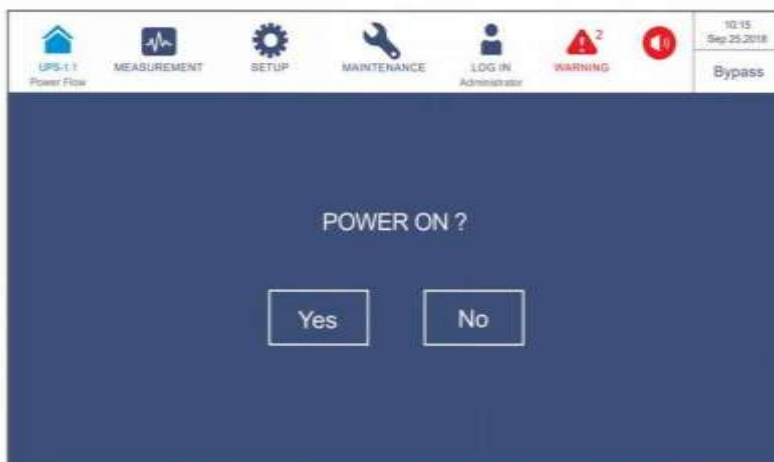 UPS-1.1
Power Flow
MEASUREMENT
SETUP
MAINTENANCE
LOG IN
Administrator
2
WARNING
10:15
Sep 25,2018
Bypass
POWER ON ?
Yes
No